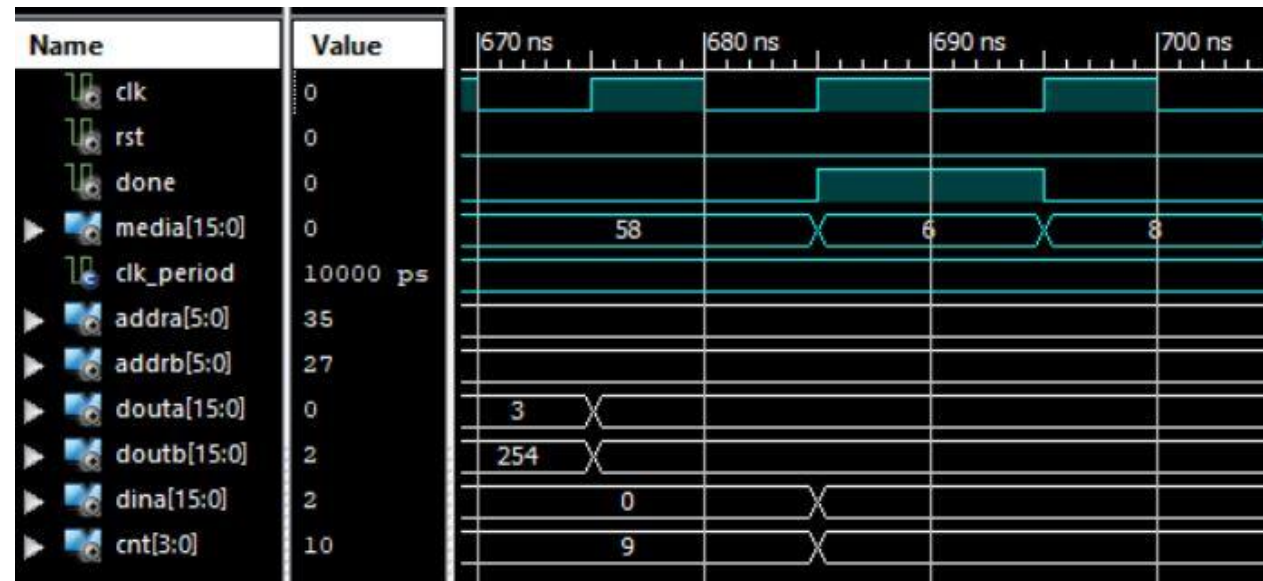 Name Value 670 ns 680 ns 690 ns 700 ns
clk 0
rst 0
done 0
media[15:0] 0 58 6 8
clk_period 10000 ps
addra[5:0] 35
addrb[5:0] 27
douta[15:0] 0 3
doutb[15:0] 2 254
dina[15:0] 2 0
cnt[3:0] 10 9